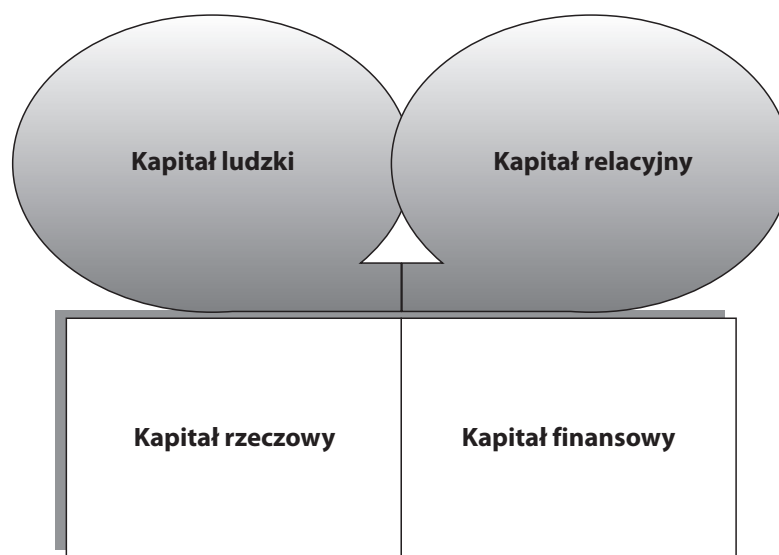 Kapitał ludzki
Kapitał relacyjny
Kapitał rzeczowy
Kapitał finansowy